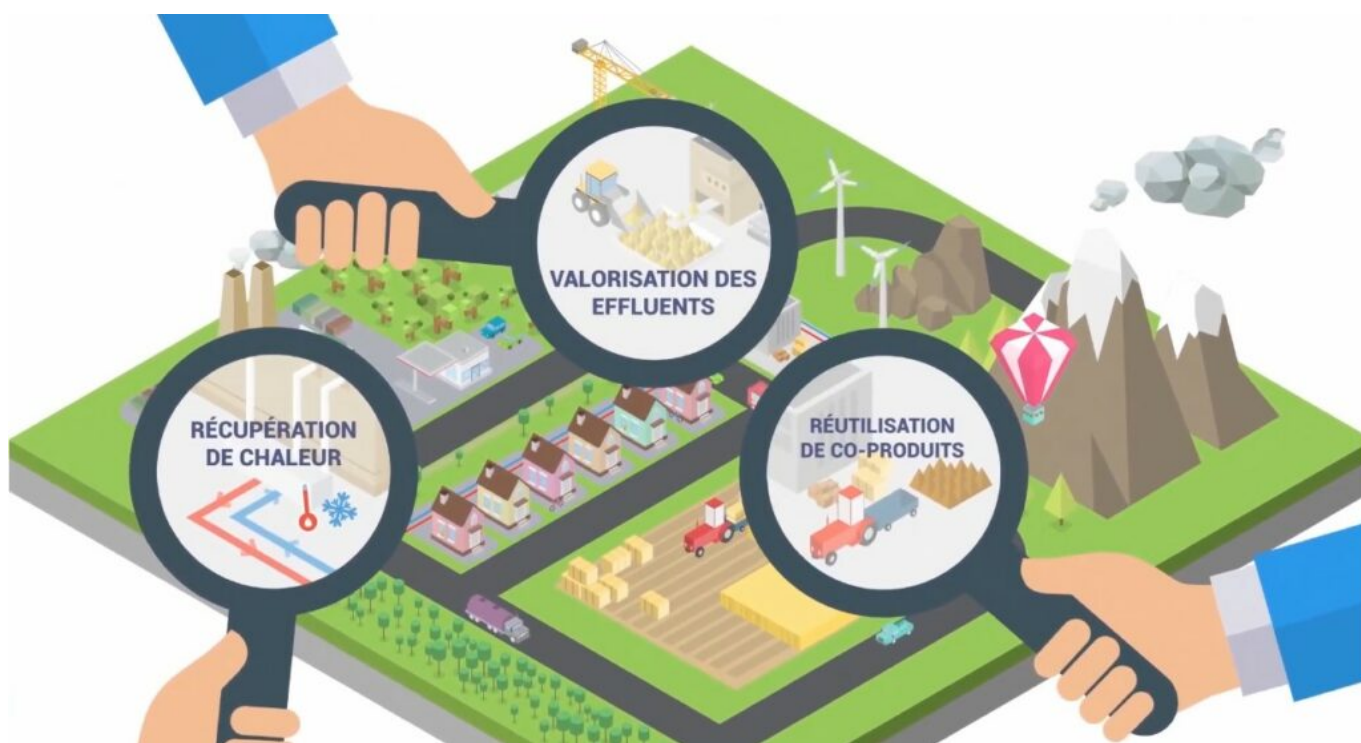 VALORISATION DES
EFFLUENTS
RÉCUPÉRATION
DE CHALEUR
RÉUTILISATION
DE CO-PRODUITS